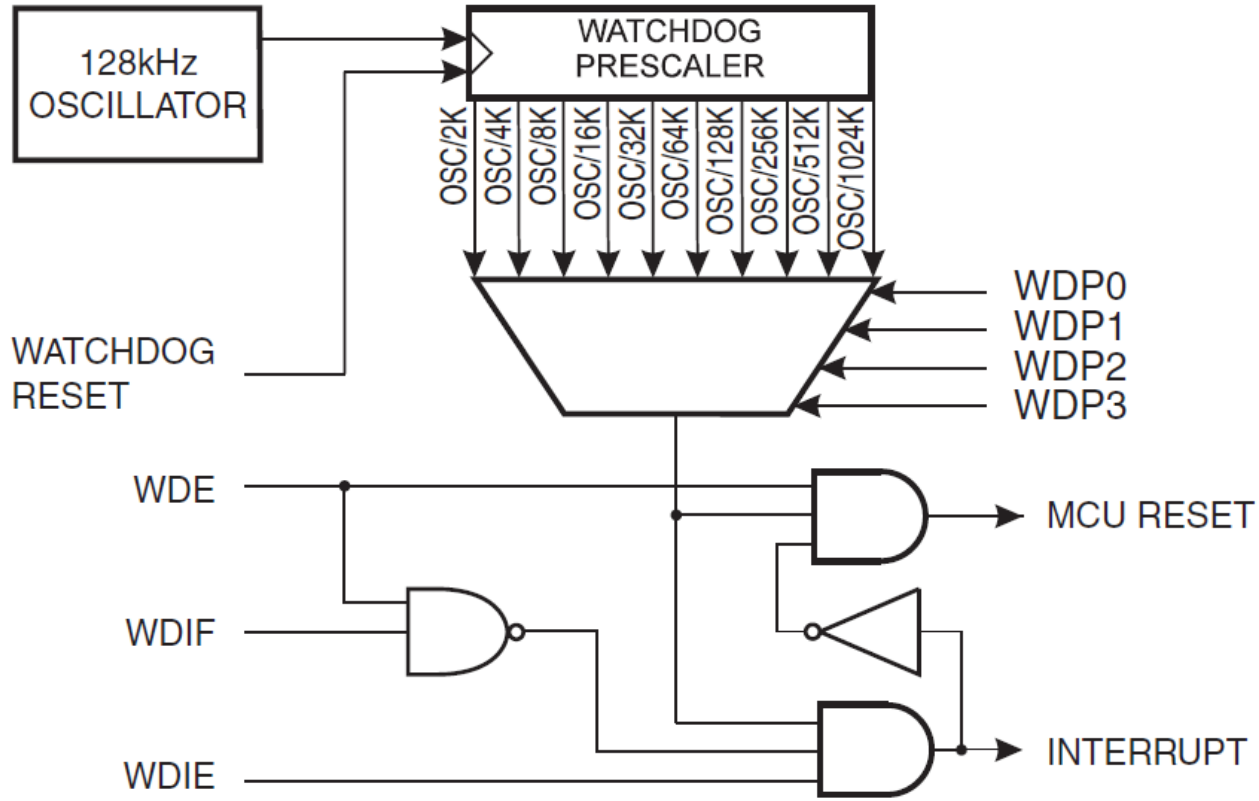 128kHz
OSCILLATOR
WATCHDOG
PRESCALER
OSC/2K
OSC/4K
OSC/8K
OSC/16K
OSC/32K
OSC/64K
OSC/128K
OSC/256K
OSC/512K
OSC/1024K
WDP0
WDP1
WDP2
WDP3
WATCHDOG
RESET
WDE
MCU RESET
WDIF
WDIE
INTERRUPT